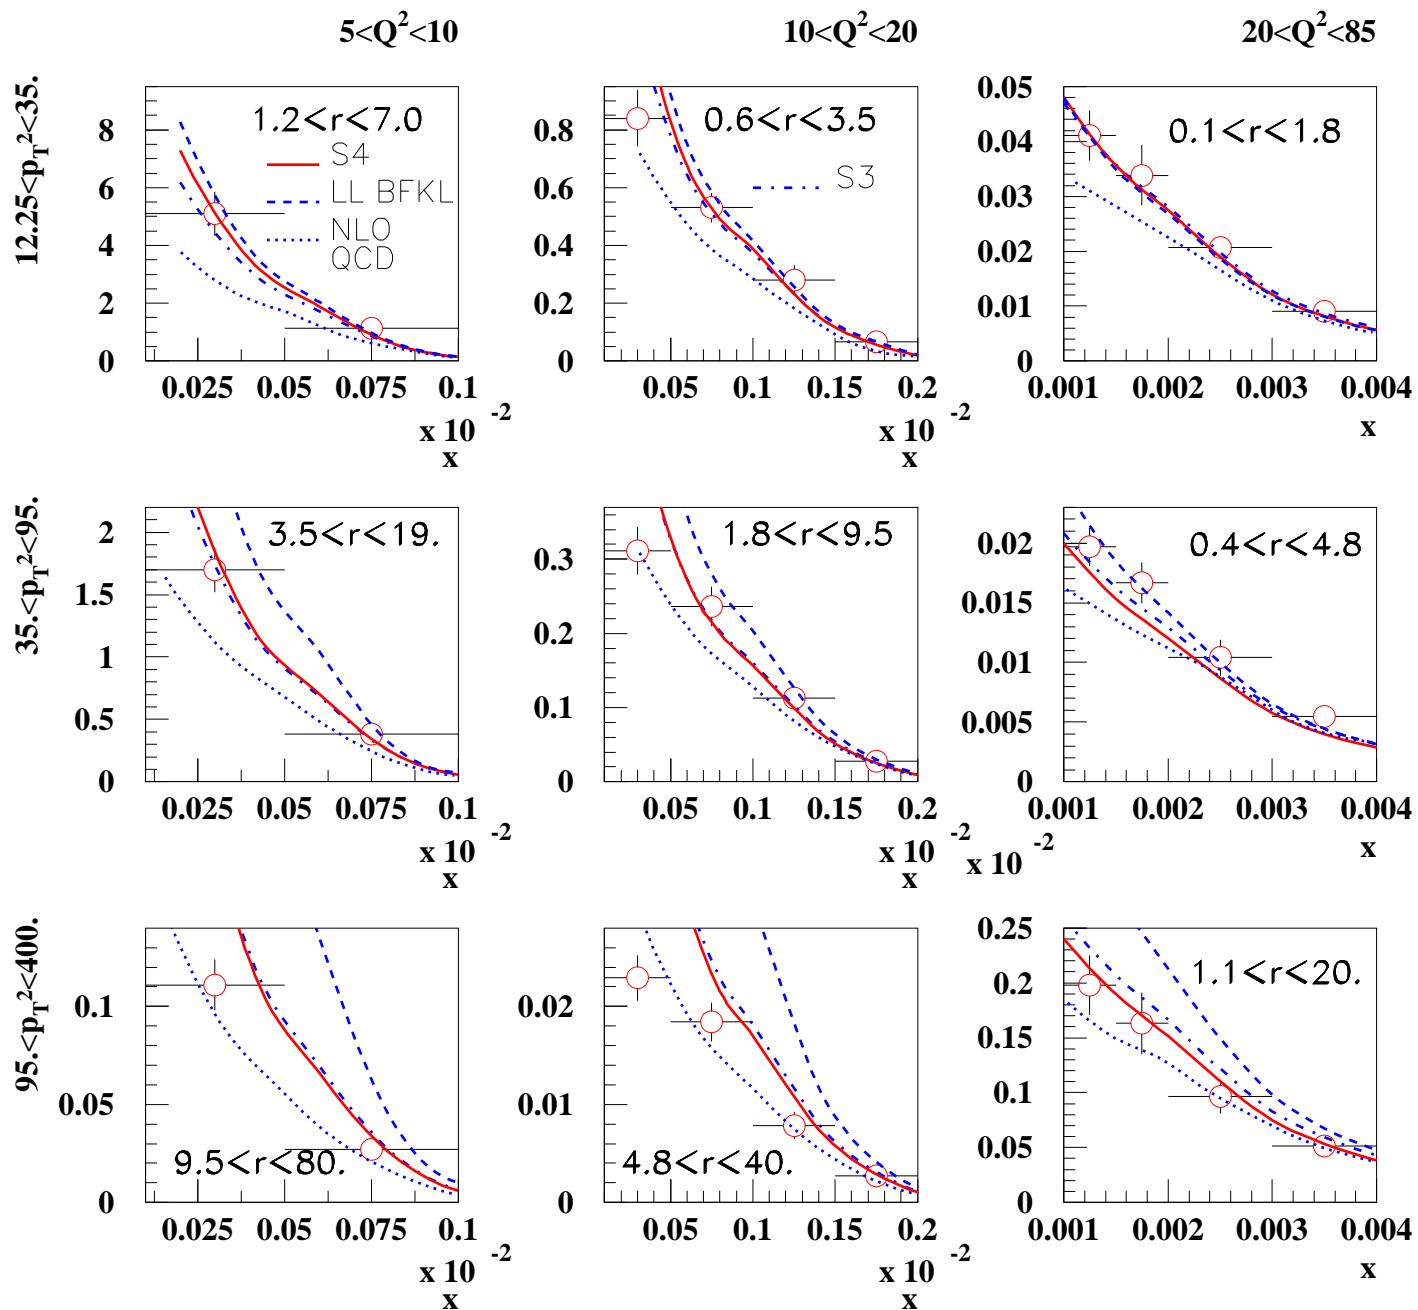 5<Q^2<10
10<Q^2<20
20<Q^2<85
12.25<p_T^2<35.
1.2<r<7.0
S4
LL BFKL
NLO
QCD
8
6
4
2
0
0.025 0.05 0.075 0.1
x 10^-2
x
0.6<r<3.5
S3
0.8
0.6
0.4
0.2
0
0.05 0.1 0.15 0.2
x 10^-2
x
0.1<r<1.8
0.05
0.04
0.03
0.02
0.01
0
0.001 0.002 0.003 0.004
x
35.<p_T^2<95.
3.5<r<19.
2
1.5
1
0.5
0
0.025 0.05 0.075 0.1
x 10^-2
x
1.8<r<9.5
0.3
0.2
0.1
0
0.05 0.1 0.15 0.2
x 10^-2
x
0.4<r<4.8
0.02
0.015
0.01
0.005
0
0.001 0.002 0.003 0.004
x 10^-2
x
95.<p_T^2<400.
9.5<r<80.
0.1
0.05
0
0.025 0.05 0.075 0.1
x 10^-2
x
4.8<r<40.
0.02
0.01
0
0.05 0.1 0.15 0.2
x 10^-2
x
1.1<r<20.
0.25
0.2
0.15
0.1
0.05
0
0.001 0.002 0.003 0.004
x